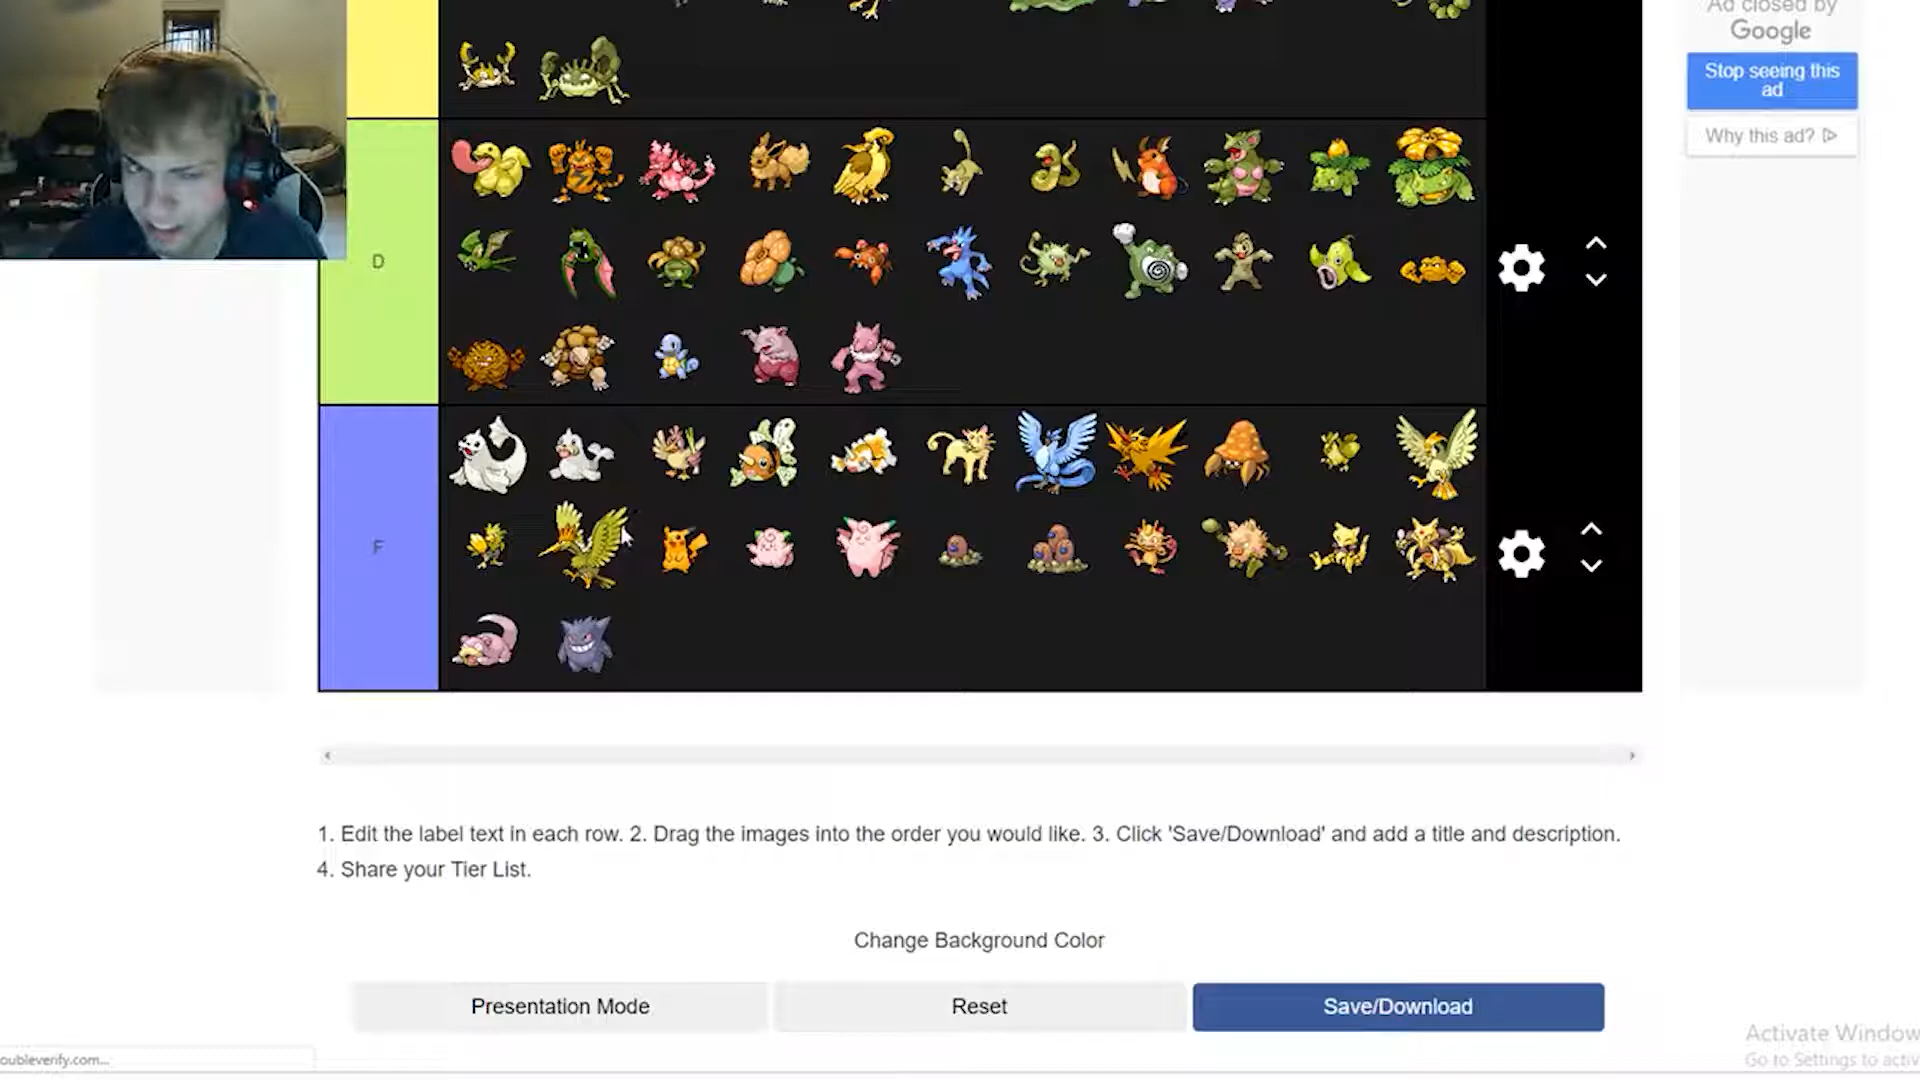 Ad closed by
Google
Stop seeing this
ad
Why this ad?
D
F
1. Edit the label text in each row. 2. Drag the images into the order you would like. 3. Click 'Save/Download' and add a title and description.
4. Share your Tier List.
Change Background Color
Presentation Mode
Reset
Save/Download
Activate Window
Go to Settings to activ
oubleverify.com...